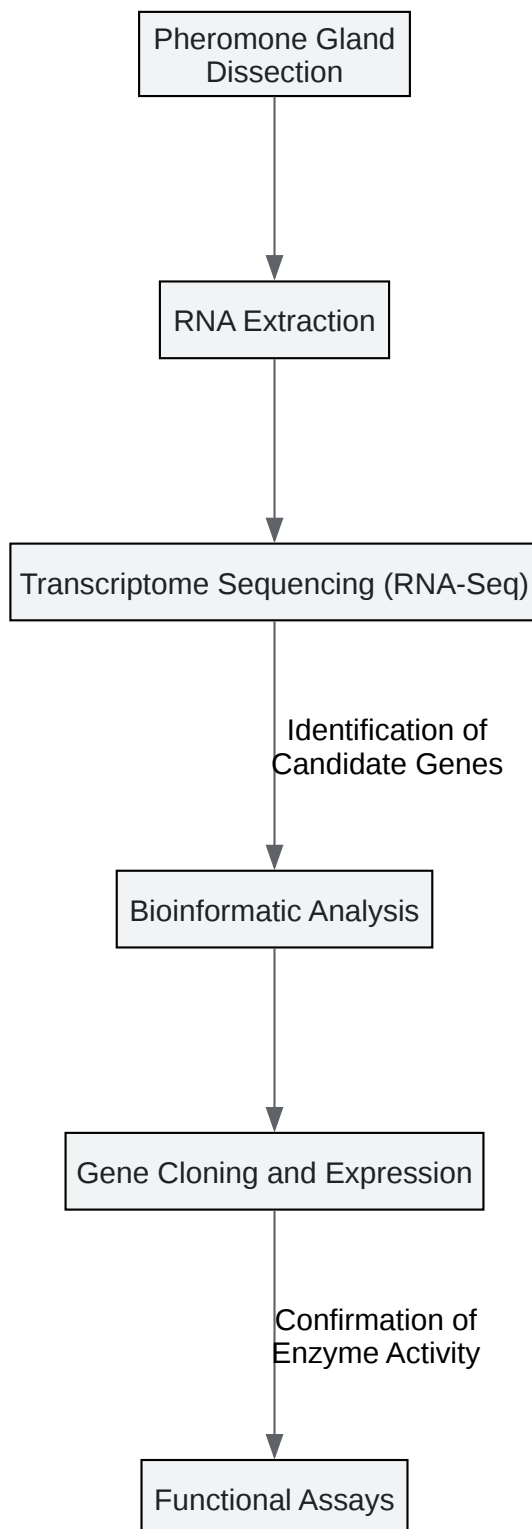 Pheromone Gland
Dissection
RNA Extraction
Transcriptome Sequencing (RNA-Seq)
Identification of
Candidate Genes
Bioinformatic Analysis
Gene Cloning and Expression
Confirmation of
Enzyme Activity
Functional Assays